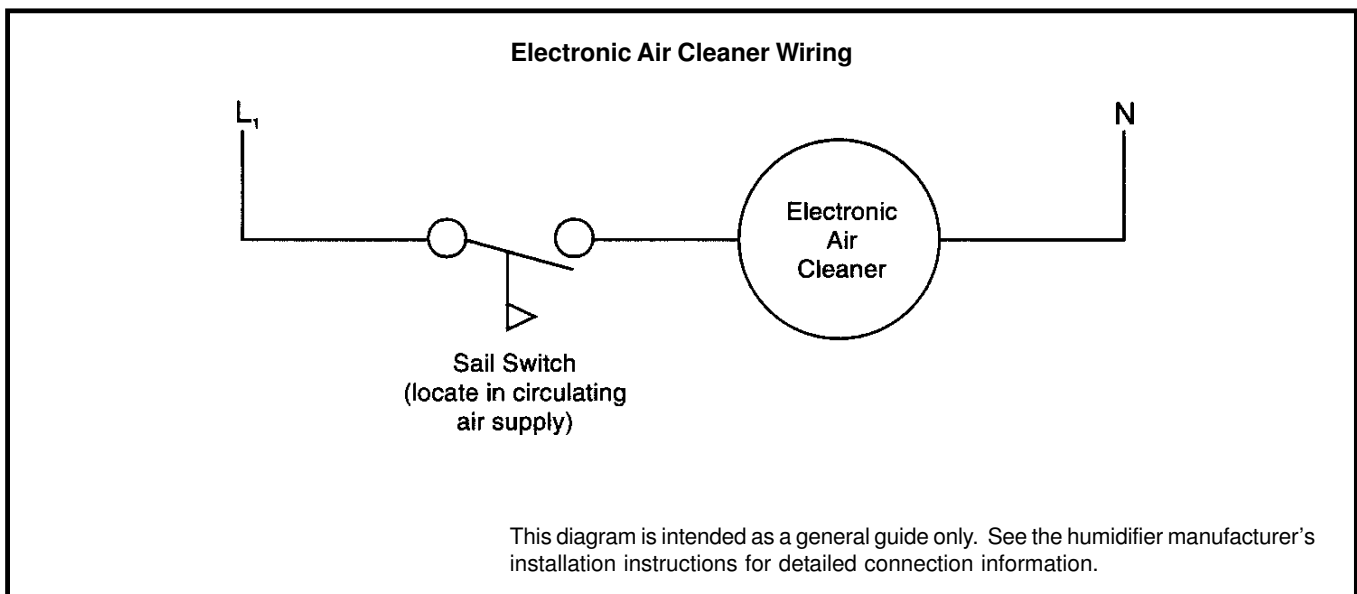 Electronic Air Cleaner Wiring
L₁
N
Electronic
Air
Cleaner
Sail Switch
(locate in circulating
air supply)
This diagram is intended as a general guide only. See the humidifier manufacturer's
installation instructions for detailed connection information.